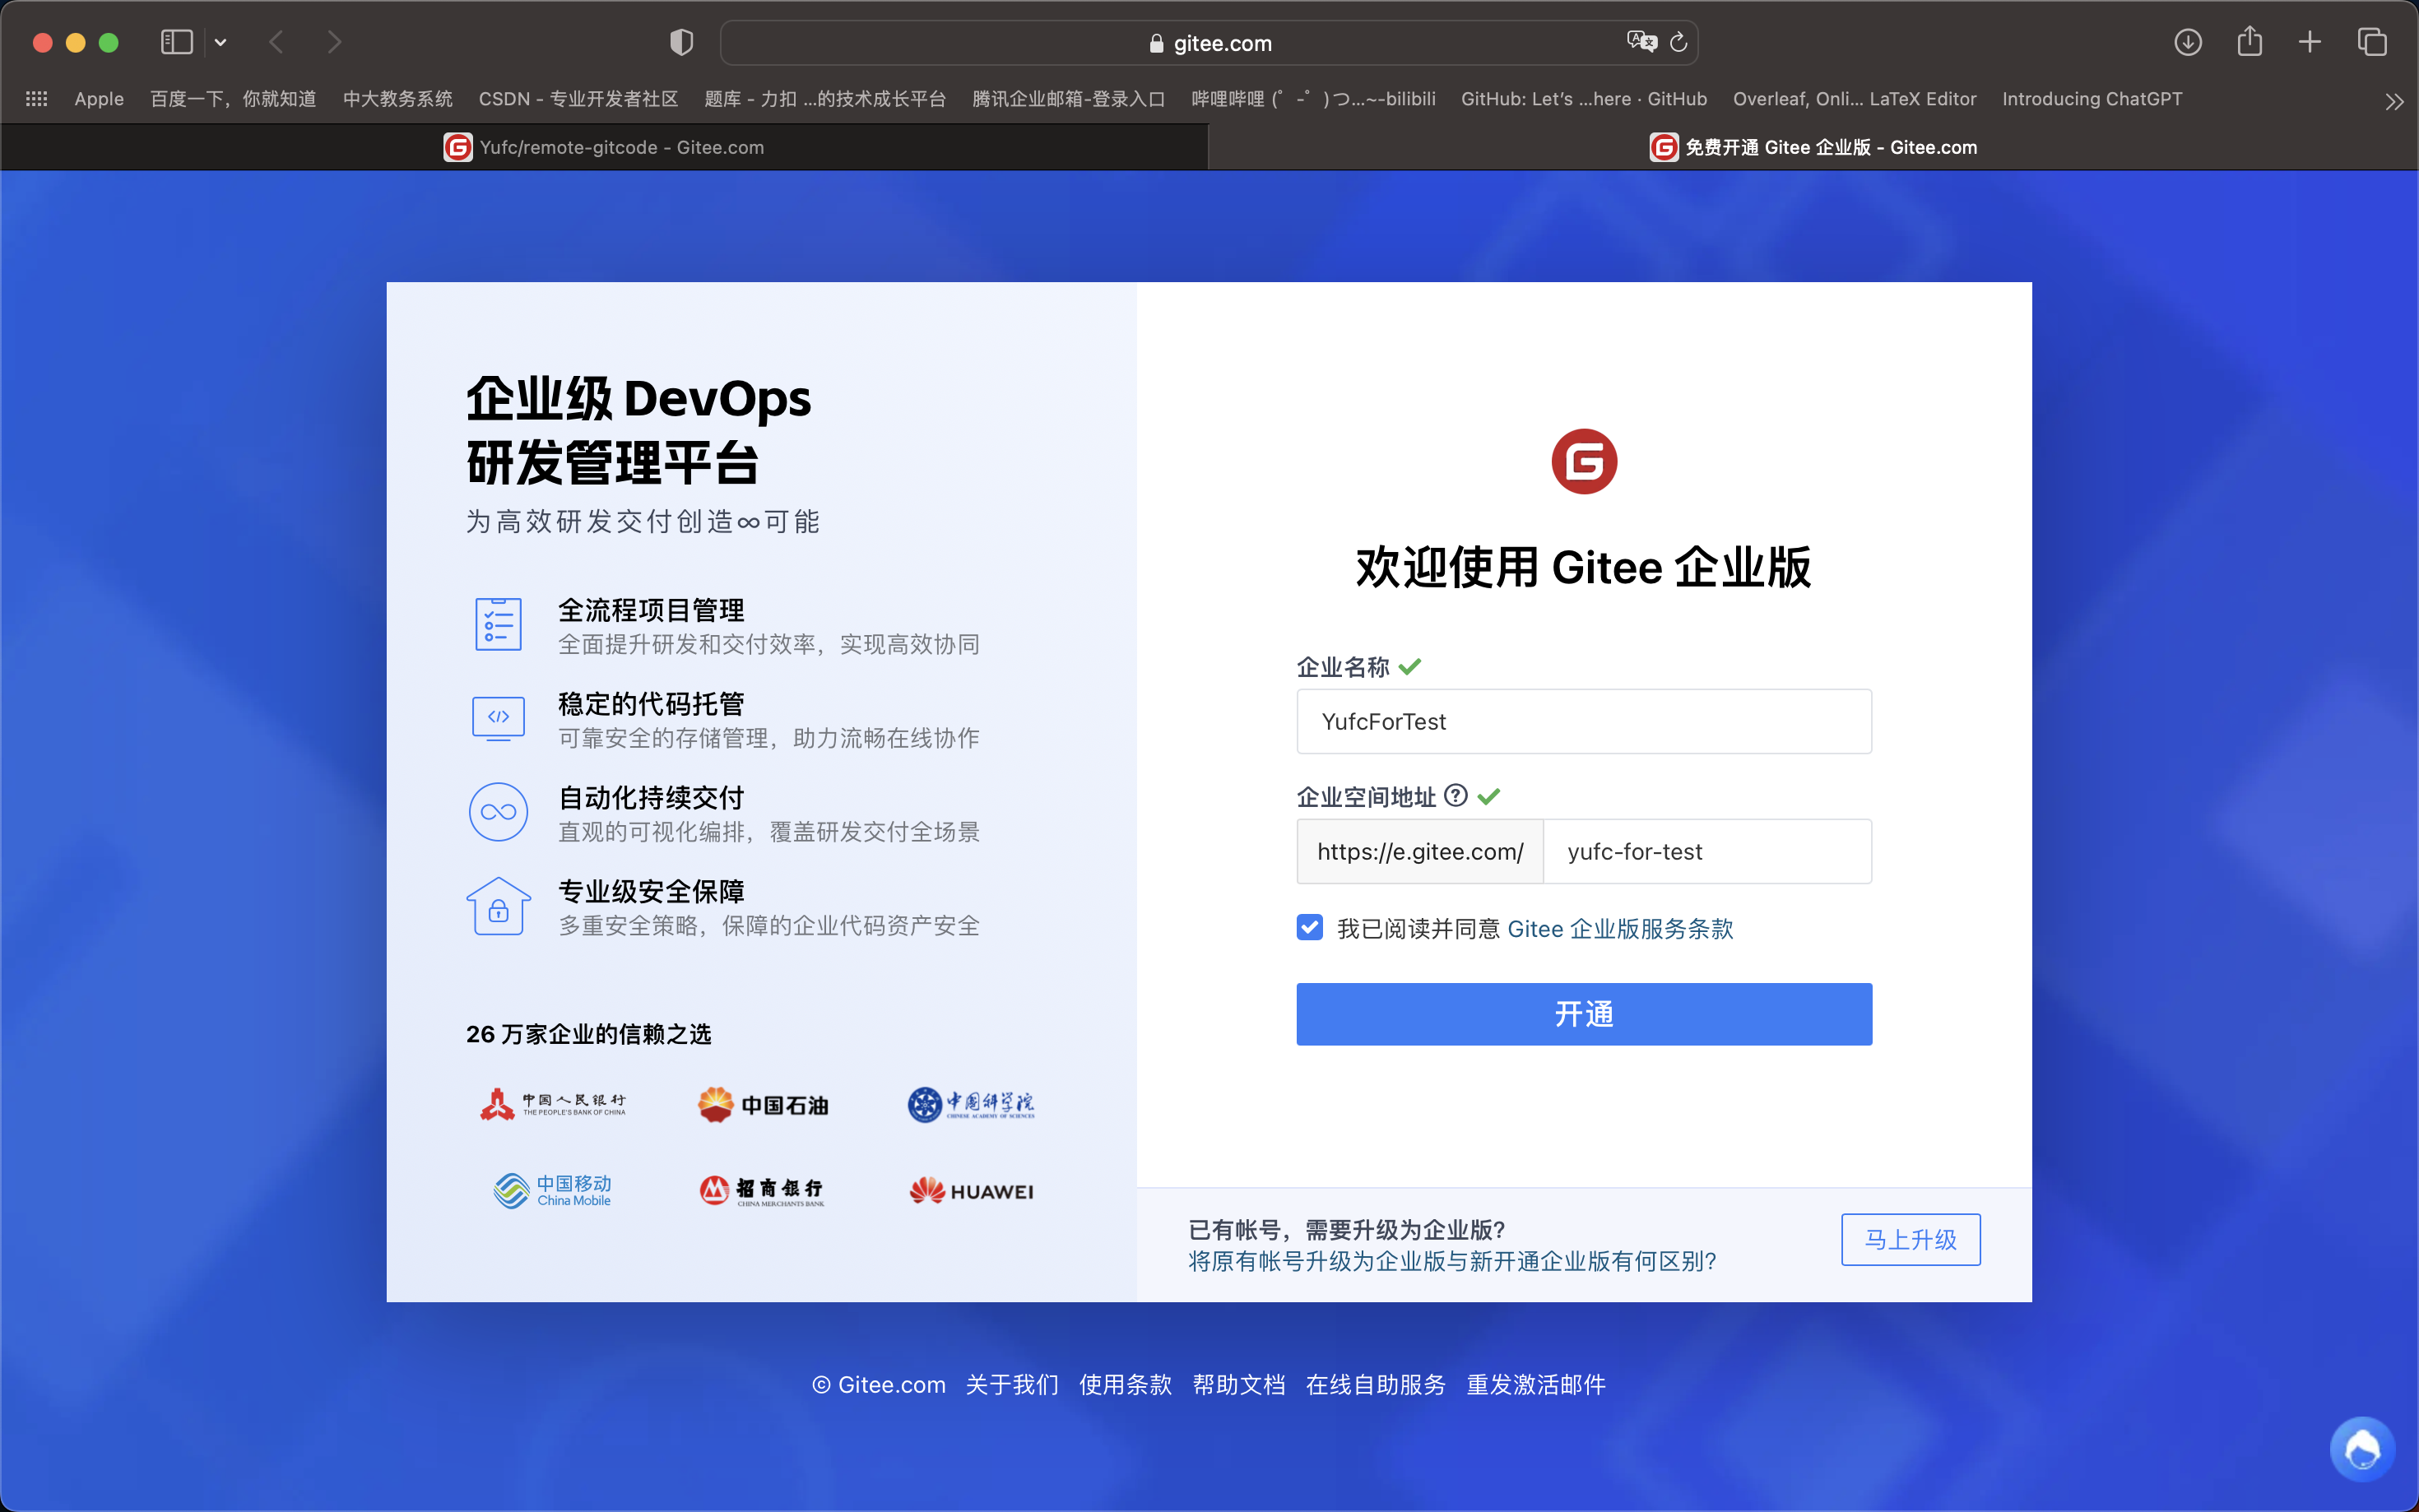 gitee.com
Apple
百度一下，你就知道
中大教务系统
CSDN - 专业开发者社区
题库 - 力扣 ...的技术成长平台
腾讯企业邮箱-登录入口
哔哩哔哩 (゜-゜)つ...~-bilibili
GitHub: Let’s ...here · GitHub
Overleaf, Onli... LaTeX Editor
Introducing ChatGPT
Yufc/remote-gitcode - Gitee.com
免费开通 Gitee 企业版 - Gitee.com
企业级 DevOps
研发管理平台
为高效研发交付创造∞可能
全流程项目管理
全面提升研发和交付效率，实现高效协同
稳定的代码托管
可靠安全的存储管理，助力流畅在线协作
自动化持续交付
直观的可视化编排，覆盖研发交付全场景
专业级安全保障
多重安全策略，保障的企业代码资产安全
26 万家企业的信赖之选
中国人民银行
THE PEOPLE'S BANK OF CHINA
中国石油
中国科学院
CHINESE ACADEMY OF SCIENCES
中国移动
China Mobile
招商银行
CHINA MERCHANTS BANK
HUAWEI
欢迎使用 Gitee 企业版
企业名称
YufcForTest
企业空间地址
https://e.gitee.com/ yufc-for-test
我已阅读并同意 Gitee 企业版服务条款
开通
已有帐号，需要升级为企业版?
将原有帐号升级为企业版与新开通企业版有何区别?
马上升级
© Gitee.com 关于我们 使用条款 帮助文档 在线自助服务 重发激活邮件